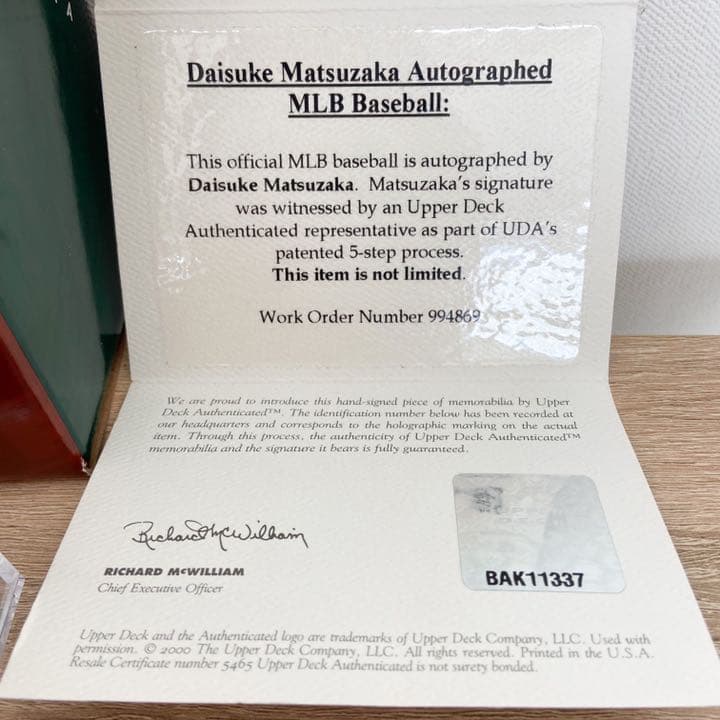 A
Daisuke Matsuzaka Autographed
MLB Baseball:
This official MLB baseball is autographed by
Daisuke Matsuzaka. Matsuzaka's signature
was witnessed by an Upper Deck
Authenticated representative as part of UDA's
patented 5-step process.
This item is not limited.
Work Order Number 994869
We are proud to introduce this hand-signed piece of memorabilia by Upper
Deck Authenticated™. The identification number below has been recorded at
our headquarters and corresponds to the holographic marking on the actual
item. Through this process, the authenticity of Upper Deck Authenticated™
memorabilia and the signature it bears is fully guaranteed.
Richard McWilliam
RICHARD McWILLIAM
Chief Executive Officer
BAK11337
Upper Deck and the Authenticated logo are trademarks of Upper Deck Company, LLC. Used with
permission. © 2000 The Upper Deck Company, LLC. All rights reserved. Printed in the U.S.A.
Resale Certificate number 5465 Upper Deck Authenticated is not surety bonded.